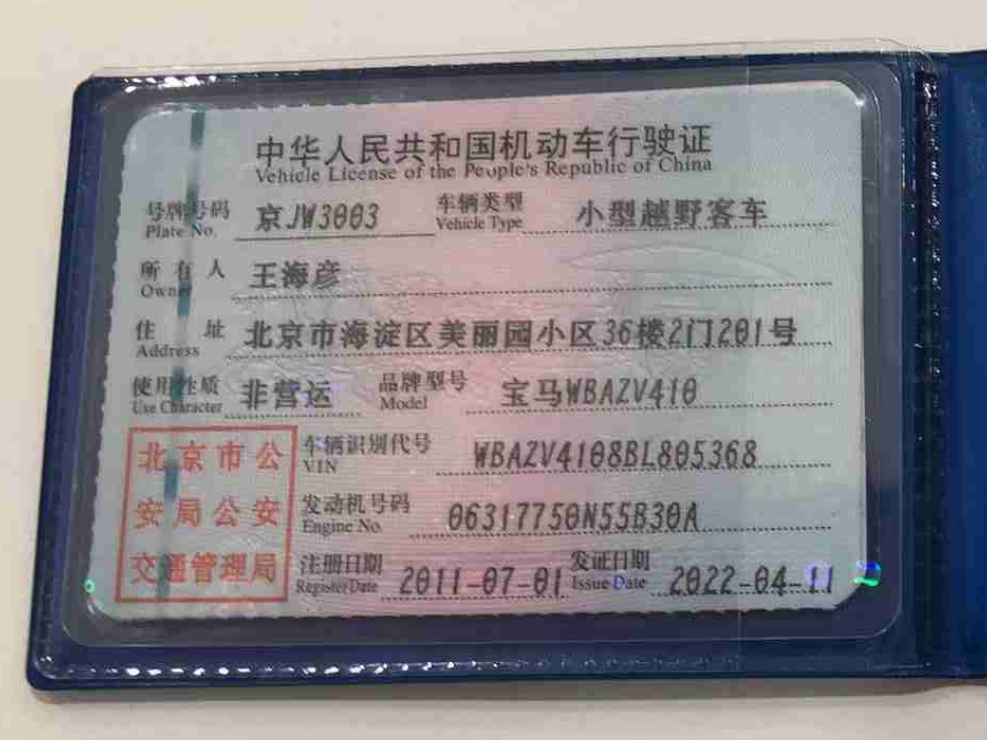 中华人民共和国机动车行驶证
Vehicle License of the People's Republic of China
号牌号码 京JW3003 车辆类型 小型越野客车
Plate No. Vehicle Type
所有人 王海彦
Owner
住址 北京市海淀区美丽园小区36楼2门201号
Address
使用性质 非营运 品牌型号 宝马WBAZV410
Use Character Model
北京市公 车辆识别代号 WBAZV4108BL805368
VIN
安局公安 发动机号码 06317750N55B30A
Engine No.
交通管理局 注册日期 2011-07-01 发证日期 2022-04-11
Register Date Issue Date